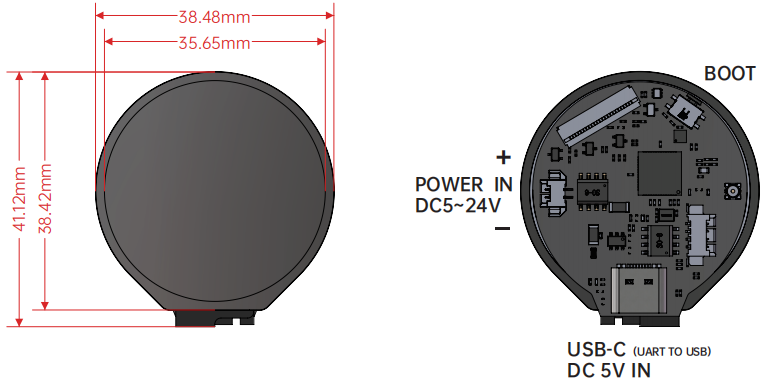 38.48mm
35.65mm
41.12mm
38.42mm
BOOT
+
POWER IN
DC5~24V
−
USB-C (UART TO USB)
DC 5V IN